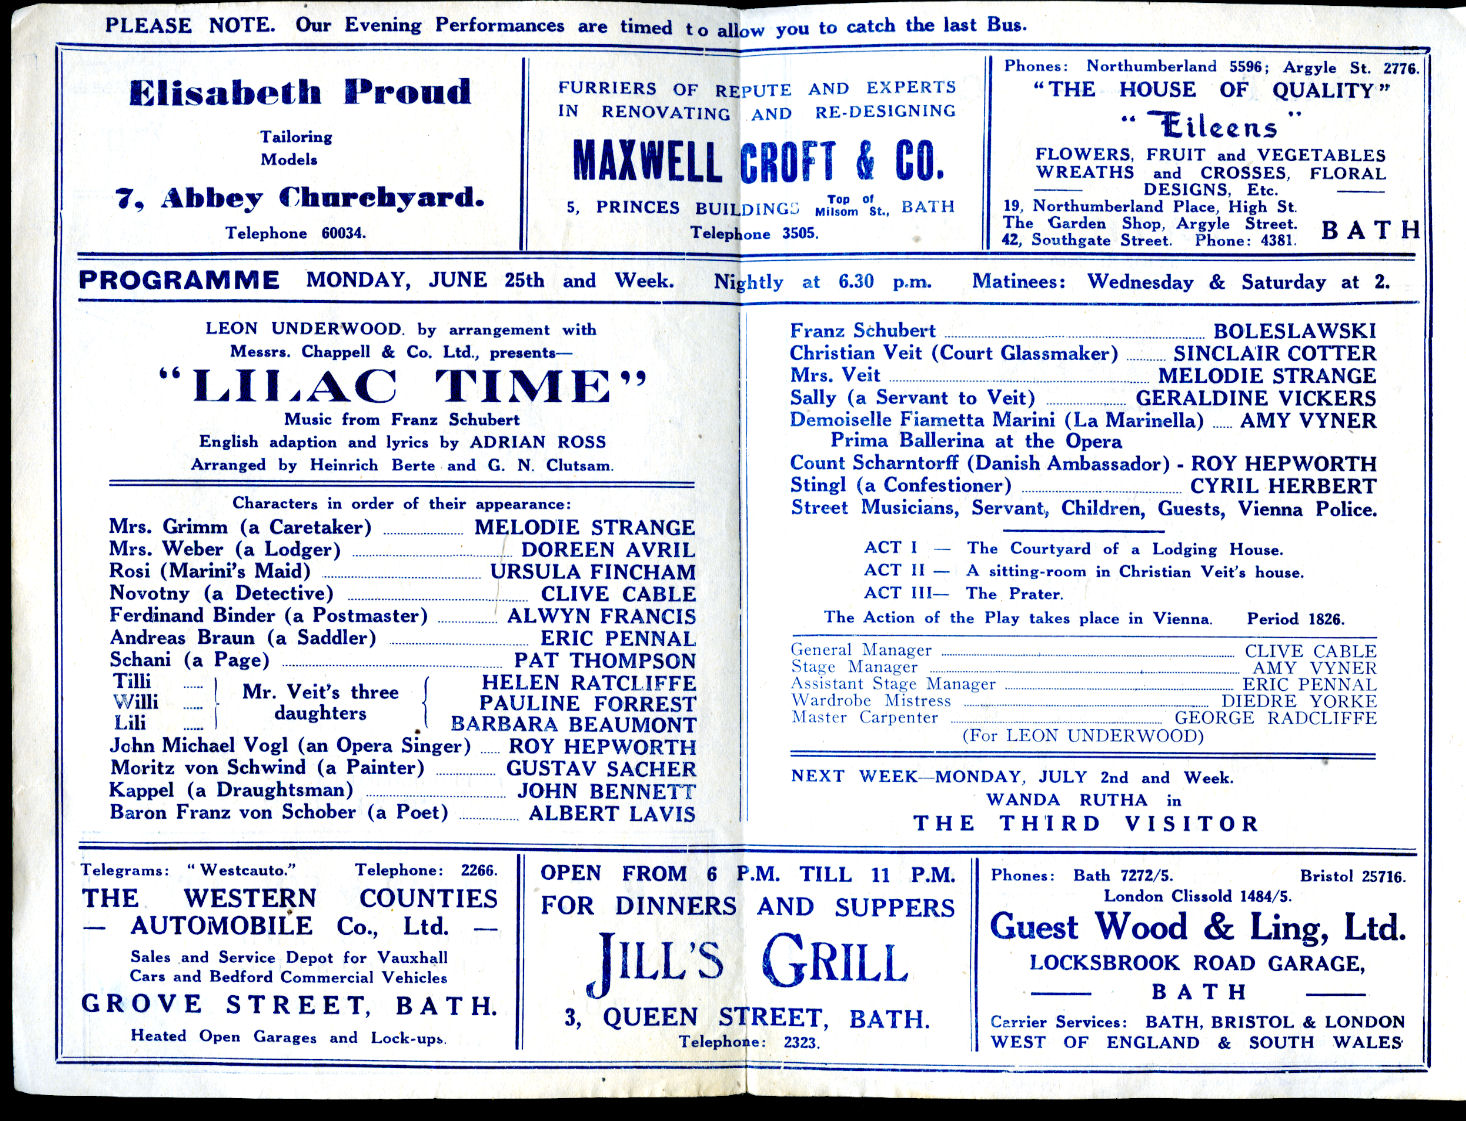 PLEASE NOTE. Our Evening Performances are timed to allow you to catch the last Bus.
Elisabeth Proud
Tailoring
Models
7, Abbey Churchyard.
Telephone 60034.
FURRIERS OF REPUTE AND EXPERTS
IN RENOVATING AND RE-DESIGNING
MAXWELL CROFT & CO.
5, PRINCES BUILDINGS Top of Milsom St., BATH
Telephone 3505.
Phones: Northumberland 5596; Argyle St. 2776.
"THE HOUSE OF QUALITY"
"Eileens"
FLOWERS, FRUIT and VEGETABLES
WREATHS and CROSSES, FLORAL
DESIGNS, Etc.
19, Northumberland Place, High St.
The Garden Shop, Argyle Street.
42, Southgate Street. Phone: 4381.
BATH
PROGRAMME MONDAY, JUNE 25th and Week. Nightly at 6.30 p.m. Matinees: Wednesday & Saturday at 2.
LEON UNDERWOOD. by arrangement with
Messrs. Chappell & Co. Ltd., presents—
"LILAC TIME"
Music from Franz Schubert
English adaption and lyrics by ADRIAN ROSS
Arranged by Heinrich Berte and G. N. Clutsam.
Characters in order of their appearance:
Mrs. Grimm (a Caretaker) ........ MELODIE STRANGE
Mrs. Weber (a Lodger) ........ DOREEN AVRIL
Rosi (Marini's Maid) ........ URSULA FINCHAM
Novotny (a Detective) ........ CLIVE CABLE
Ferdinand Binder (a Postmaster) ........ ALWYN FRANCIS
Andreas Braun (a Saddler) ........ ERIC PENNAL
Schani (a Page) ........ PAT THOMPSON
Tilli ..... HELEN RATCLIFFE
Willi ..... Mr. Veit's three daughters PAULINE FORREST
Lili ..... BARBARA BEAUMONT
John Michael Vogl (an Opera Singer) ..... ROY HEPWORTH
Moritz von Schwind (a Painter) ........ GUSTAV SACHER
Kappel (a Draughtsman) ........ JOHN BENNETT
Baron Franz von Schober (a Poet) ........ ALBERT LAVIS
Franz Schubert ........ BOLESLAWSKI
Christian Veit (Court Glassmaker) ........ SINCLAIR COTTER
Mrs. Veit ........ MELODIE STRANGE
Sally (a Servant to Veit) ........ GERALDINE VICKERS
Demoiselle Fiametta Marini (La Marinella) ..... AMY VYNER
Prima Ballerina at the Opera
Count Scharntorff (Danish Ambassador) - ROY HEPWORTH
Stingl (a Confestioner) ........ CYRIL HERBERT
Street Musicians, Servant, Children, Guests, Vienna Police.
ACT I — The Courtyard of a Lodging House.
ACT II — A sitting-room in Christian Veit's house.
ACT III— The Prater.
The Action of the Play takes place in Vienna. Period 1826.
General Manager ........ CLIVE CABLE
Stage Manager ........ AMY VYNER
Assistant Stage Manager ........ ERIC PENNAL
Wardrobe Mistress ........ DIEDRE YORKE
Master Carpenter ........ GEORGE RADCLIFFE
(For LEON UNDERWOOD)
NEXT WEEK—MONDAY, JULY 2nd and Week.
WANDA RUTHA in
THE THIRD VISITOR
Telegrams: "Westcauto." Telephone: 2266.
THE WESTERN COUNTIES
— AUTOMOBILE Co., Ltd. —
Sales and Service Depot for Vauxhall
Cars and Bedford Commercial Vehicles
GROVE STREET, BATH.
Heated Open Garages and Lock-ups.
OPEN FROM 6 P.M. TILL 11 P.M.
FOR DINNERS AND SUPPERS
JILL'S GRILL
3, QUEEN STREET, BATH.
Telephone: 2323.
Phones: Bath 7272/5. Bristol 25716.
London Clissold 1484/5.
Guest Wood & Ling, Ltd.
LOCKSBROOK ROAD GARAGE,
BATH
Carrier Services: BATH, BRISTOL & LONDON
WEST OF ENGLAND & SOUTH WALES